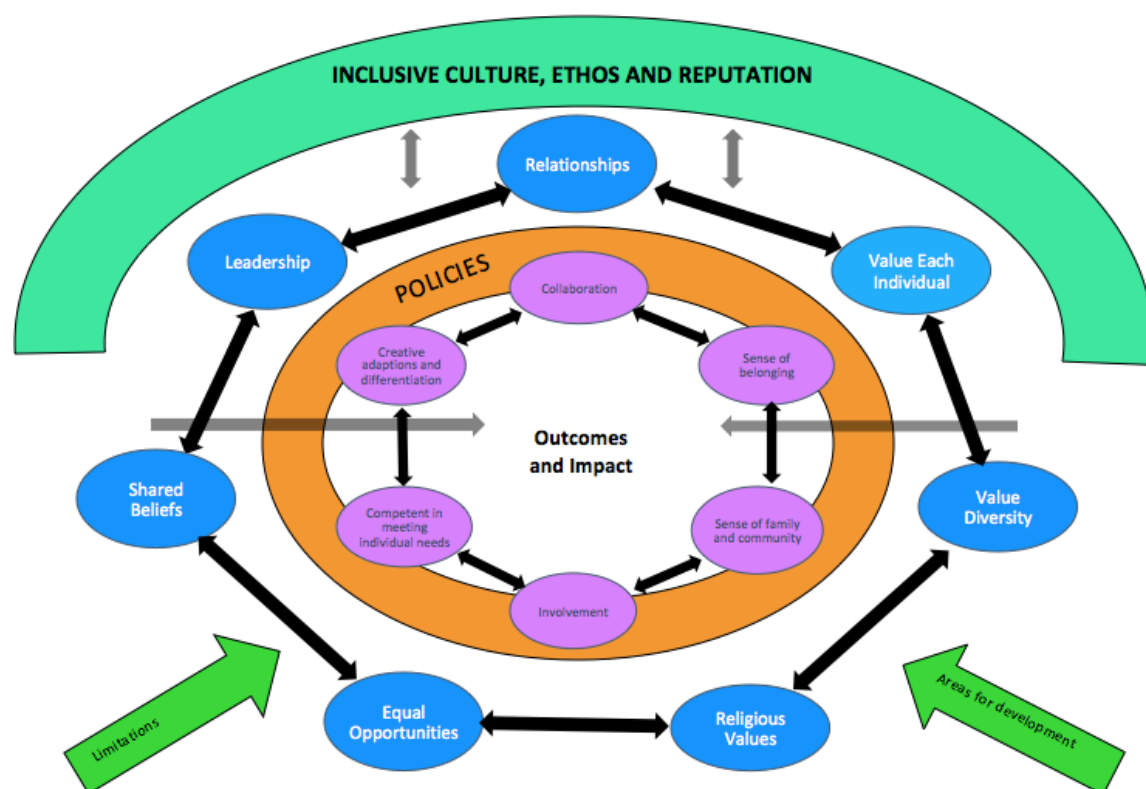 INCLUSIVE CULTURE, ETHOS AND REPUTATION
Relationships
Leadership
Value Each
Individual
POLICIES
Collaboration
Creative
adaptions and
differentiation
Sense of
belonging
Outcomes
and Impact
Shared
Beliefs
Value
Diversity
Competent in
meeting
individual needs
Sense of family
and community
Involvement
Limitations
Areas for development
Equal
Opportunities
Religious
Values